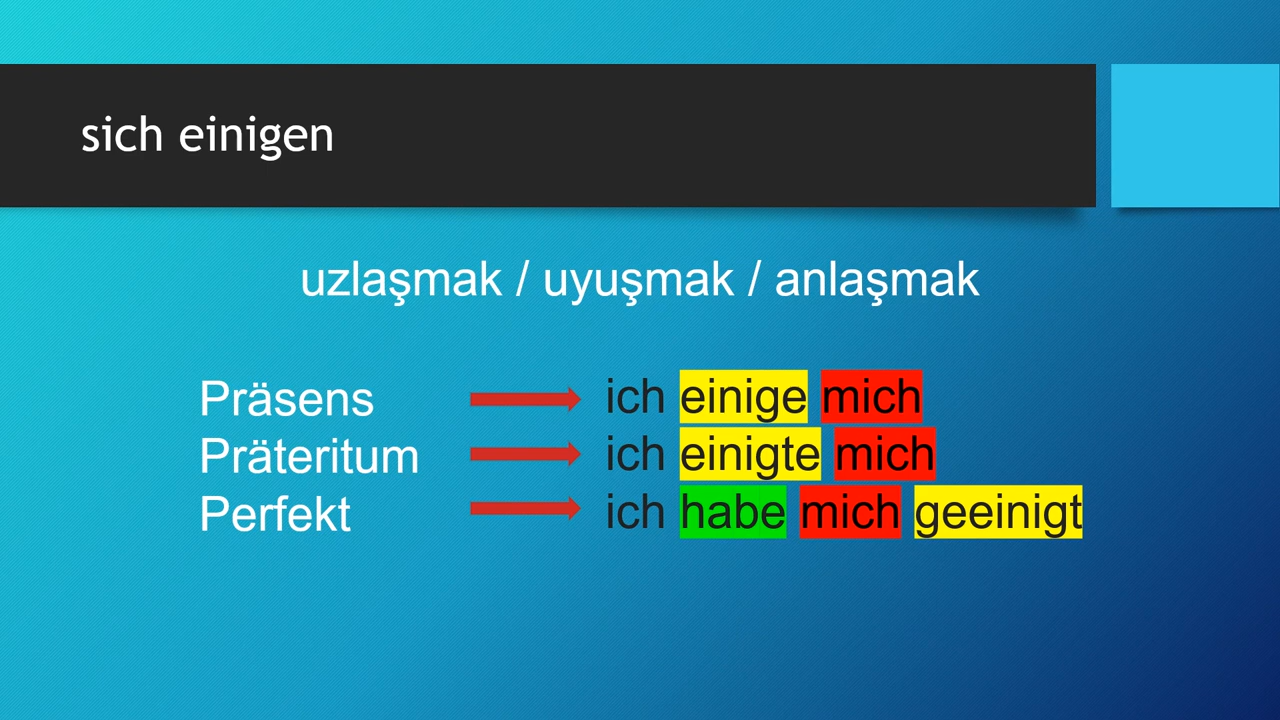 sich einigen
uzlaşmak / uyuşmak / anlaşmak
Präsens ich einige mich
Präteritum ich einigte mich
Perfekt ich habe mich geeinigt